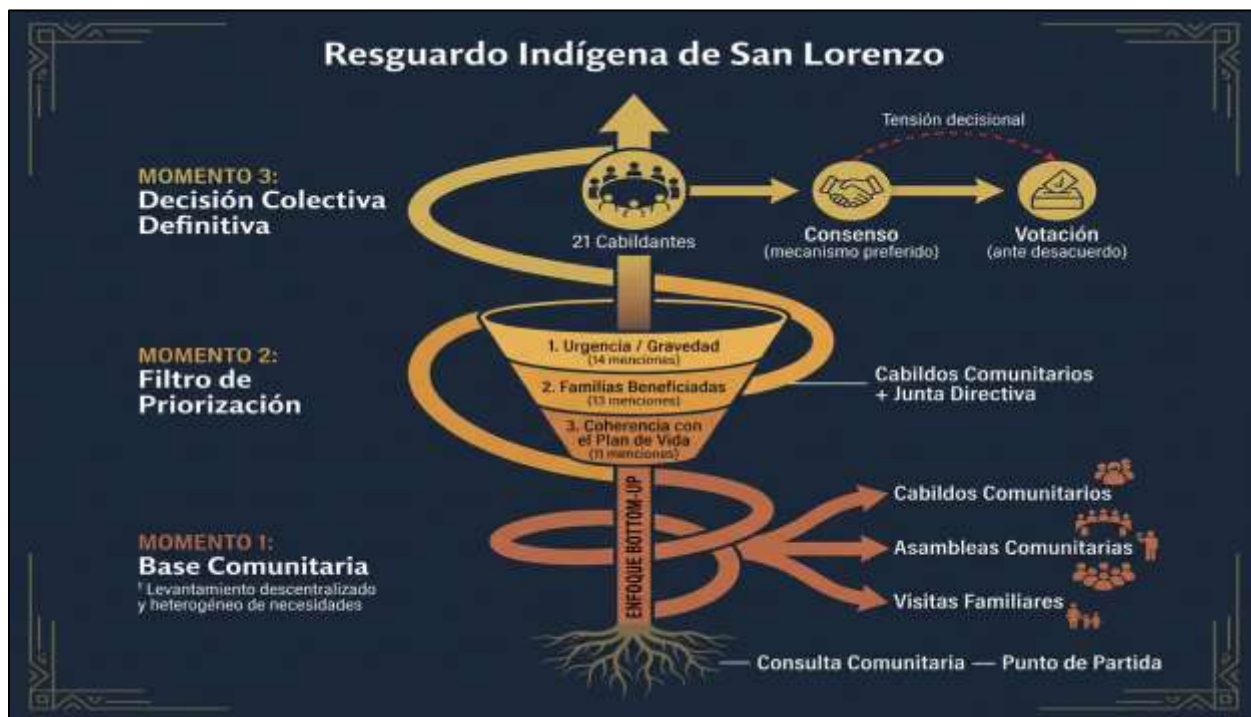 Resguardo Indígena de San Lorenzo
Tensión decisional
MOMENTO 3:
Decisión Colectiva
Definitiva
21 Cabildantes
Consenso
(mecanismo preferido)
Votación
(ante desacuerdo)
MOMENTO 2:
Filtro de
Priorización
1. Urgencia / Gravedad
(14 menciones)
2. Familias Beneficiadas
(13 menciones)
3. Coherencia con
el Plan de Vida
(11 menciones)
Cabildos Comunitarios
+ Junta Directiva
ENFOQUE BOTTOM-UP
MOMENTO 1:
Base Comunitaria
Levantamiento descentralizado
y heterogéneo de necesidades
Cabildos Comunitarios
Asambleas Comunitarias
Visitas Familiares
Consulta Comunitaria — Punto de Partida